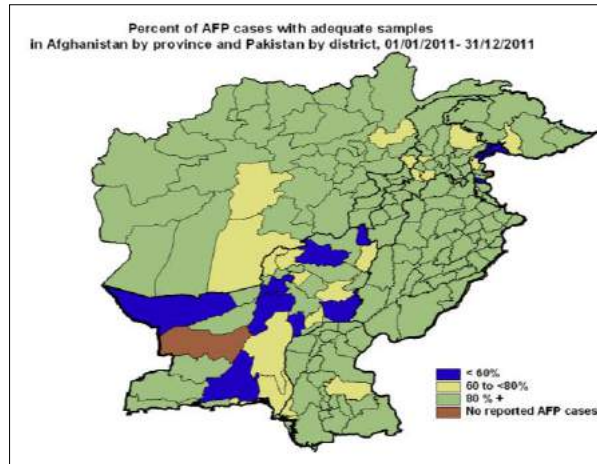 Percent of AFP cases with adequate samples
in Afghanistan by province and Pakistan by district, 01/01/2011- 31/12/2011
< 60%
60 to <80%
80 % +
No reported AFP cases